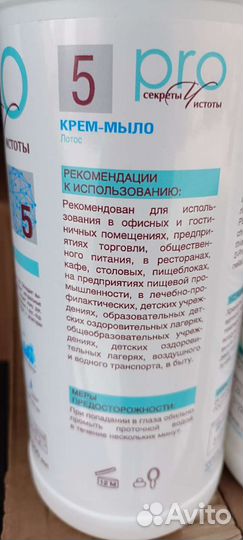 5
pro
секреты Чистоты
КРЕМ-МЫЛО
Лотос
РЕКОМЕНДАЦИИ
К ИСПОЛЬЗОВАНИЮ:
Рекомендован для исполь-
зования в офисных и гости-
ничных помещениях, предпри-
ятиях торговли, обществен-
ного питания, в ресторанах,
кафе, столовых, пищеблоках,
на предприятиях пищевой про-
мышленности, в лечебно-про-
филактических, детских учреж-
дениях, образовательных, дет-
ских оздоровительных лагерях,
общеобразовательных учреж-
дениях, детских оздорови-
тельных лагерях, воздушного
и водного транспорта, в быту.
МЕРЫ
ПРЕДОСТОРОЖНОСТИ:
При попадании в глаза обильно
промыть проточной водой
в течение нескольких минут.
12 М
истоты
5
Avito